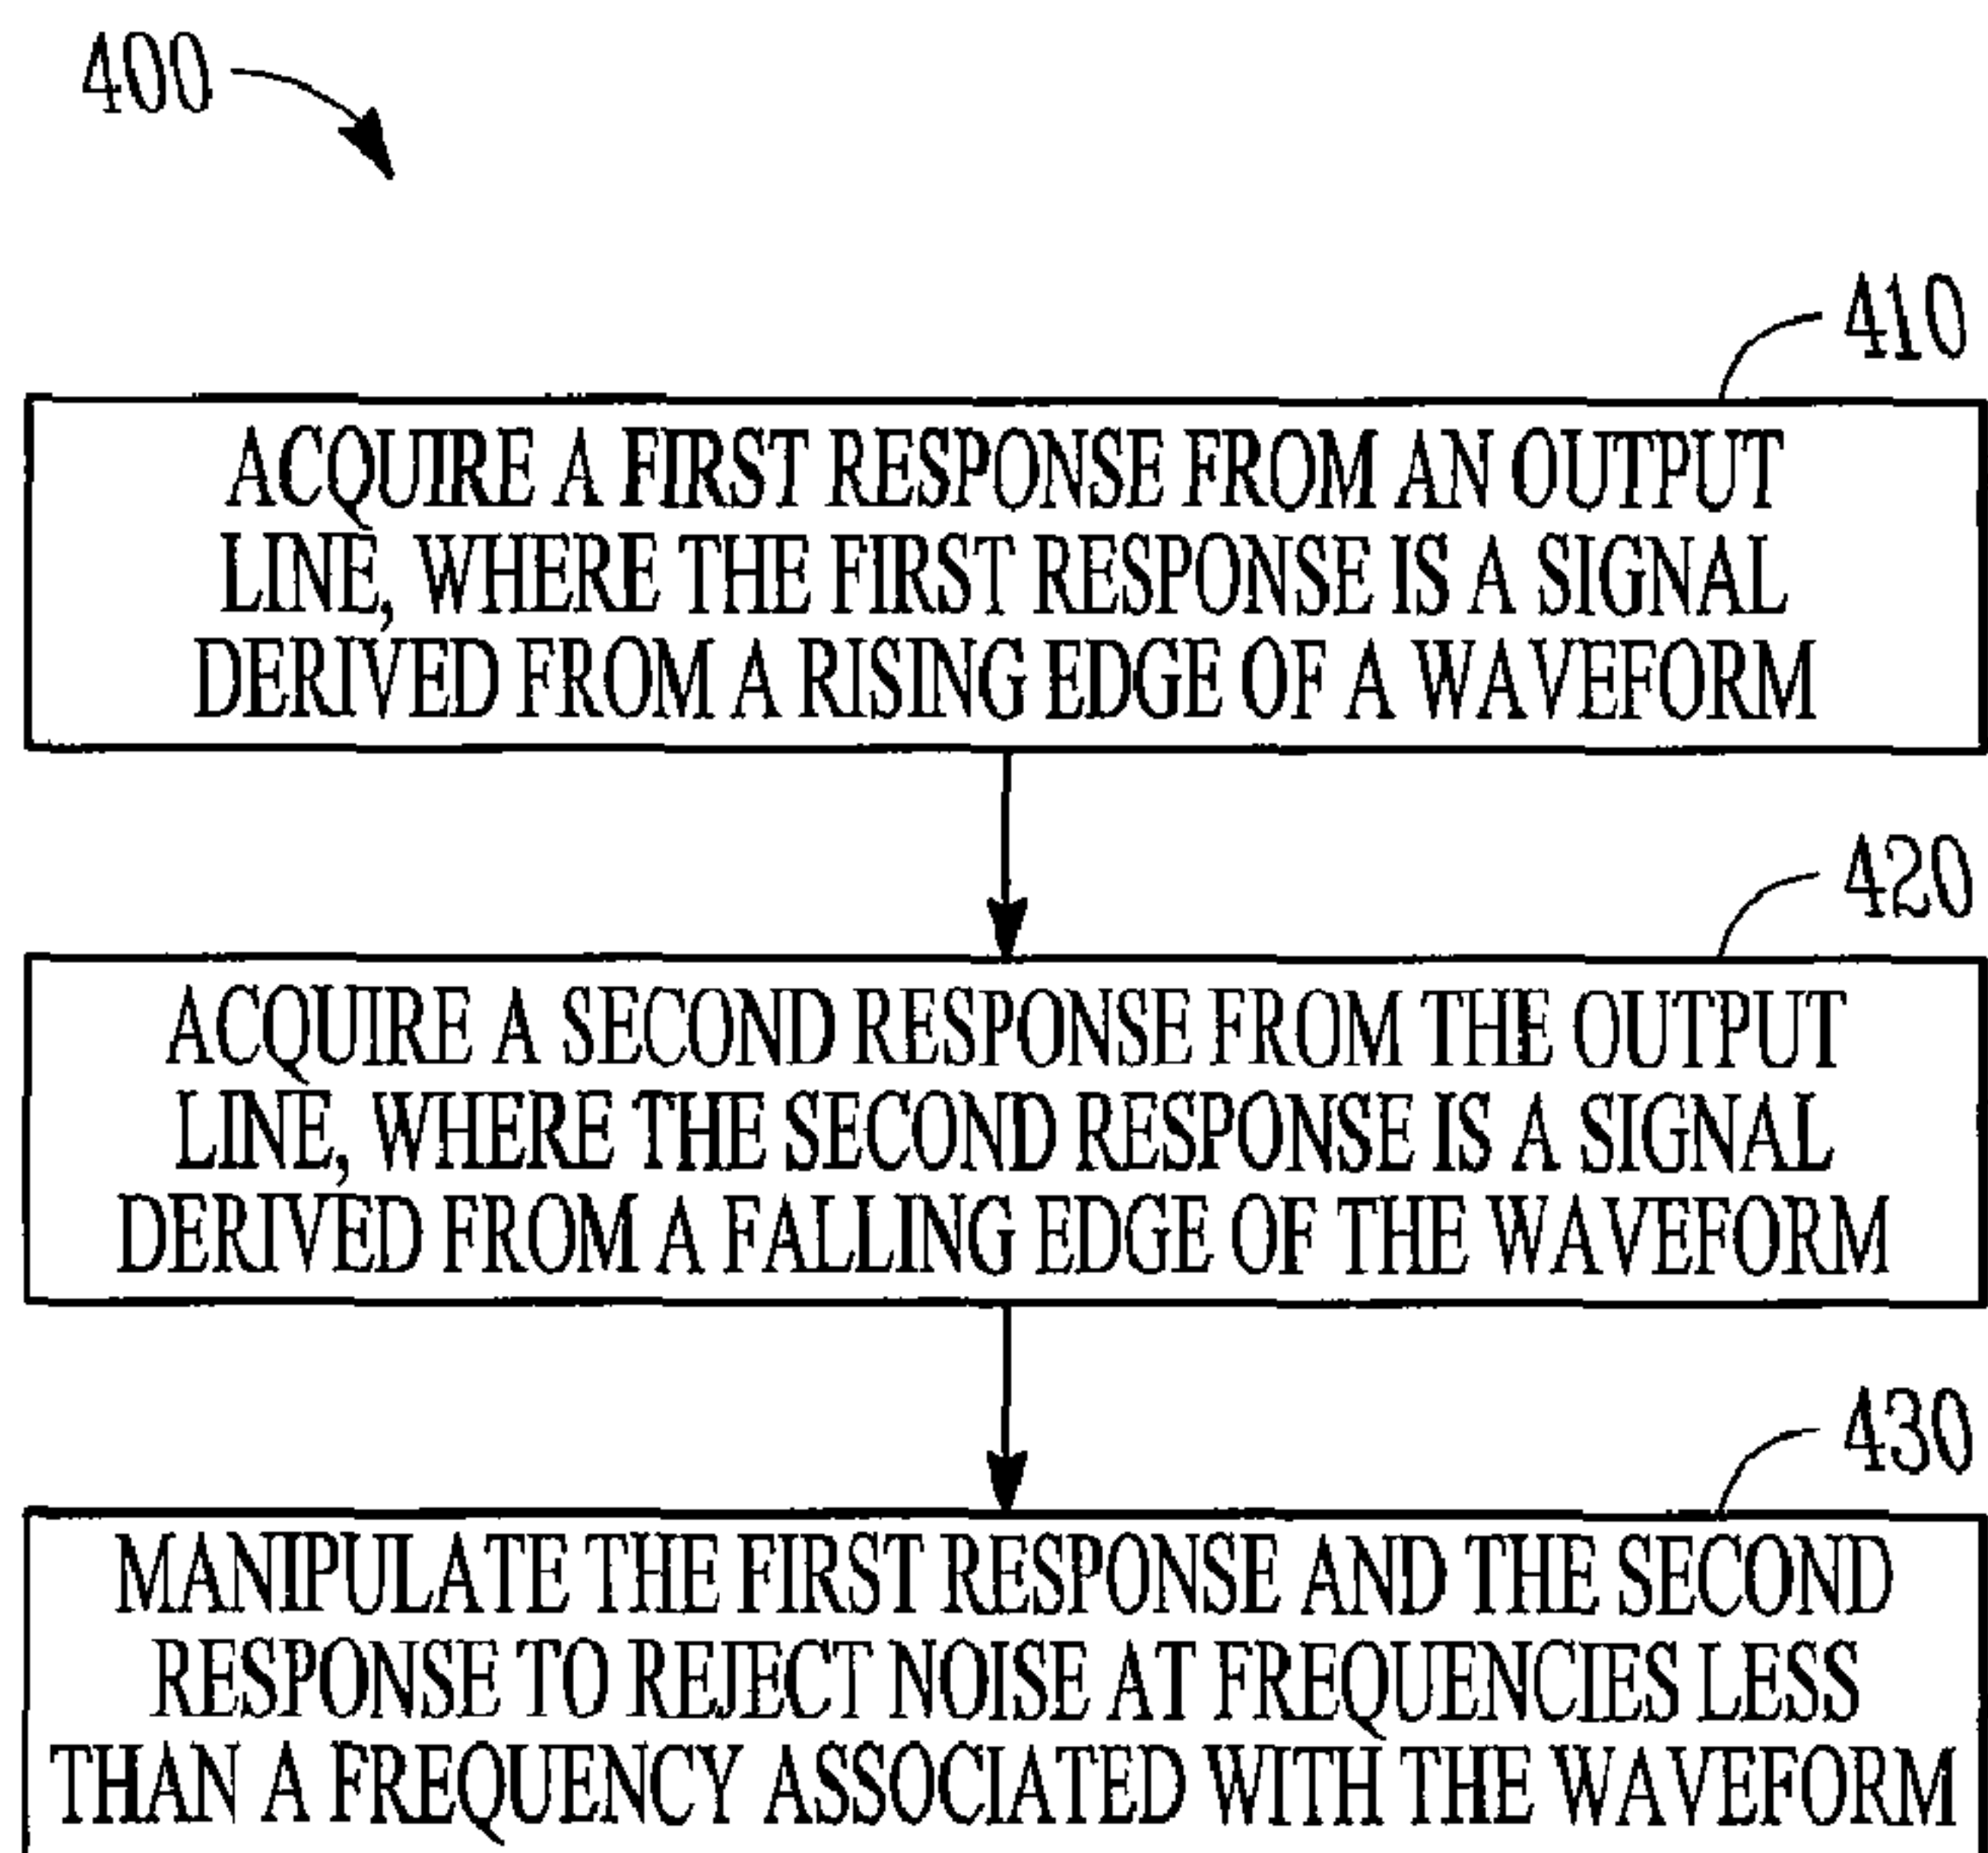 400
410
ACQUIRE A FIRST RESPONSE FROM AN OUTPUT
LINE, WHERE THE FIRST RESPONSE IS A SIGNAL
DERIVED FROM A RISING EDGE OF A WAVEFORM
420
ACQUIRE A SECOND RESPONSE FROM THE OUTPUT
LINE, WHERE THE SECOND RESPONSE IS A SIGNAL
DERIVED FROM A FALLING EDGE OF THE WAVEFORM
430
MANIPULATE THE FIRST RESPONSE AND THE SECOND
RESPONSE TO REJECT NOISE AT FREQUENCIES LESS
THAN A FREQUENCY ASSOCIATED WITH THE WAVEFORM